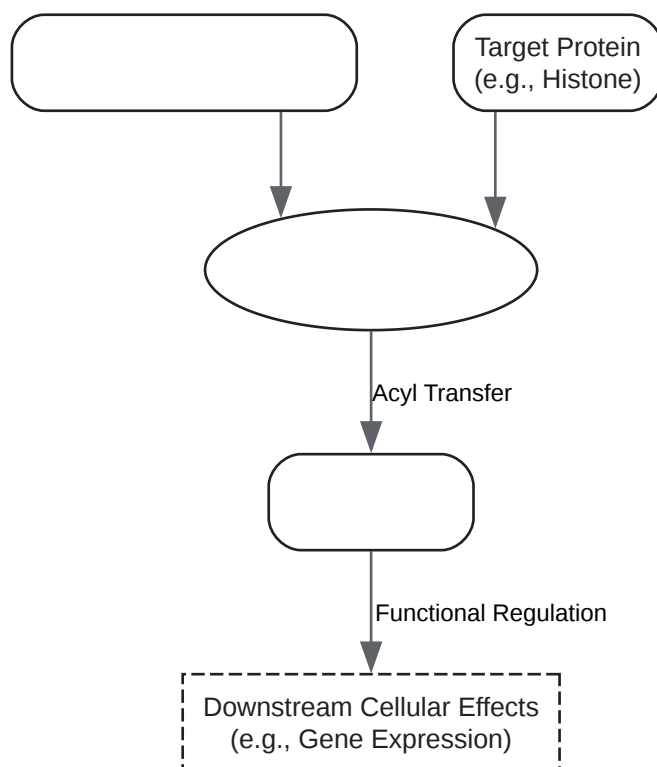 Target Protein
(e.g., Histone)
Acyl Transfer
Functional Regulation
Downstream Cellular Effects
(e.g., Gene Expression)